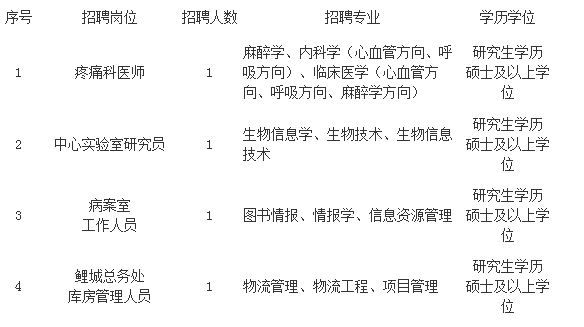 序号 招聘岗位 招聘人数 招聘专业 学历学位
1 疼痛科医师 1 麻醉学、内科学（心血管方向、呼
吸方向）、临床医学（心血管方
向、呼吸方向、麻醉学方向） 研究生学历
硕士及以上学
位
2 中心实验室研究员 1 生物信息学、生物技术、生物信息
技术 研究生学历
硕士及以上学
位
3 病案室
工作人员 1 图书情报、情报学、信息资源管理 研究生学历
硕士及以上学
位
4 鲤城总务处
库房管理人员 1 物流管理、物流工程、项目管理 研究生学历
硕士及以上学
位